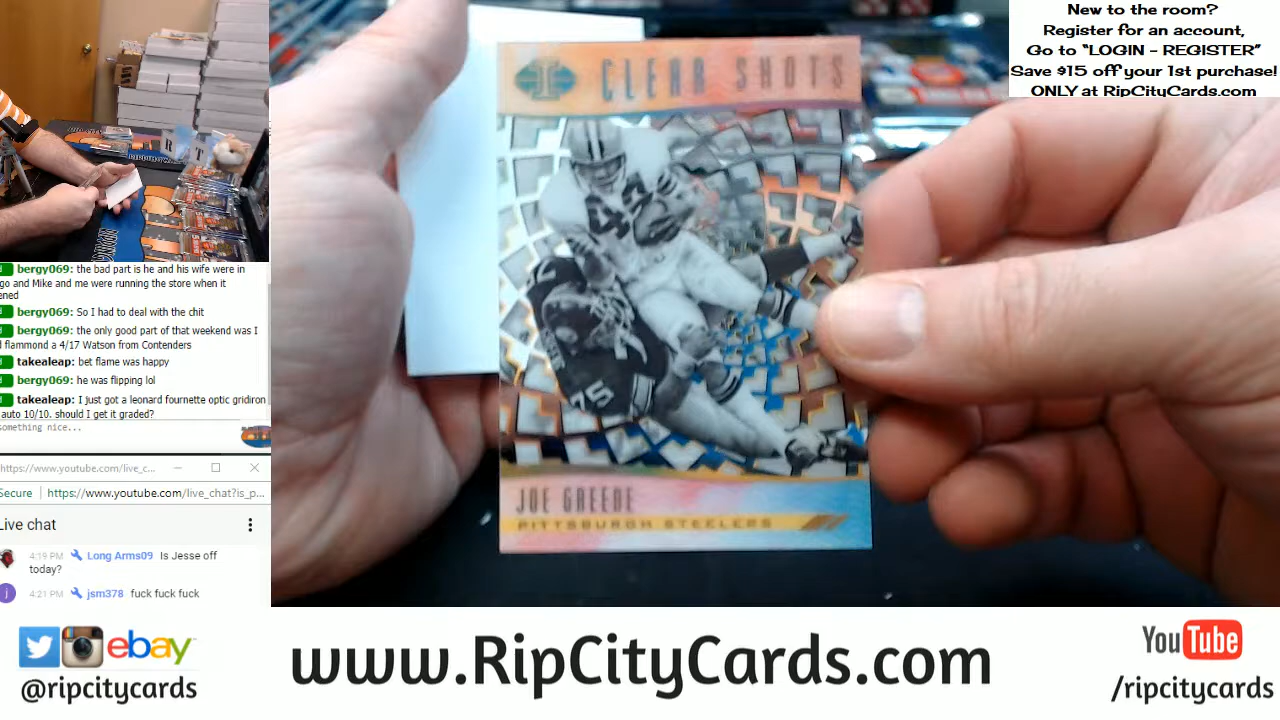 New to the room?
Register for an account,
Go to “LOGIN - REGISTER”
Save $15 off your 1st purchase!
ONLY at RipCityCards.com
CLEAR SHOTS
75
JOE GREENE
PITTSBURGH STEELERS
R
T
bergy069: the bad part is he and his wife were in
go and Mike and me were running the store when it
ened
bergy069: So I had to deal with the chit
bergy069: the only good part of that weekend was I
flammond a 4/17 Watson from Contenders
takealeap: bet flame was happy
bergy069: he was flipping lol
takealeap: I just got a leonard fournette optic gridiron
auto 10/10. should I get it graded?
something nice...
https://www.youtube.com/live_c...
Secure
https://www.youtube.com/live_chat?is_p...
Live chat
4:19 PM Long Arms09 Is Jesse off
today?
j
4:21 PM jsm378 fuck fuck fuck
ebay
@ripcitycards
www.RipCityCards.com
YouTube
/ripcitycards